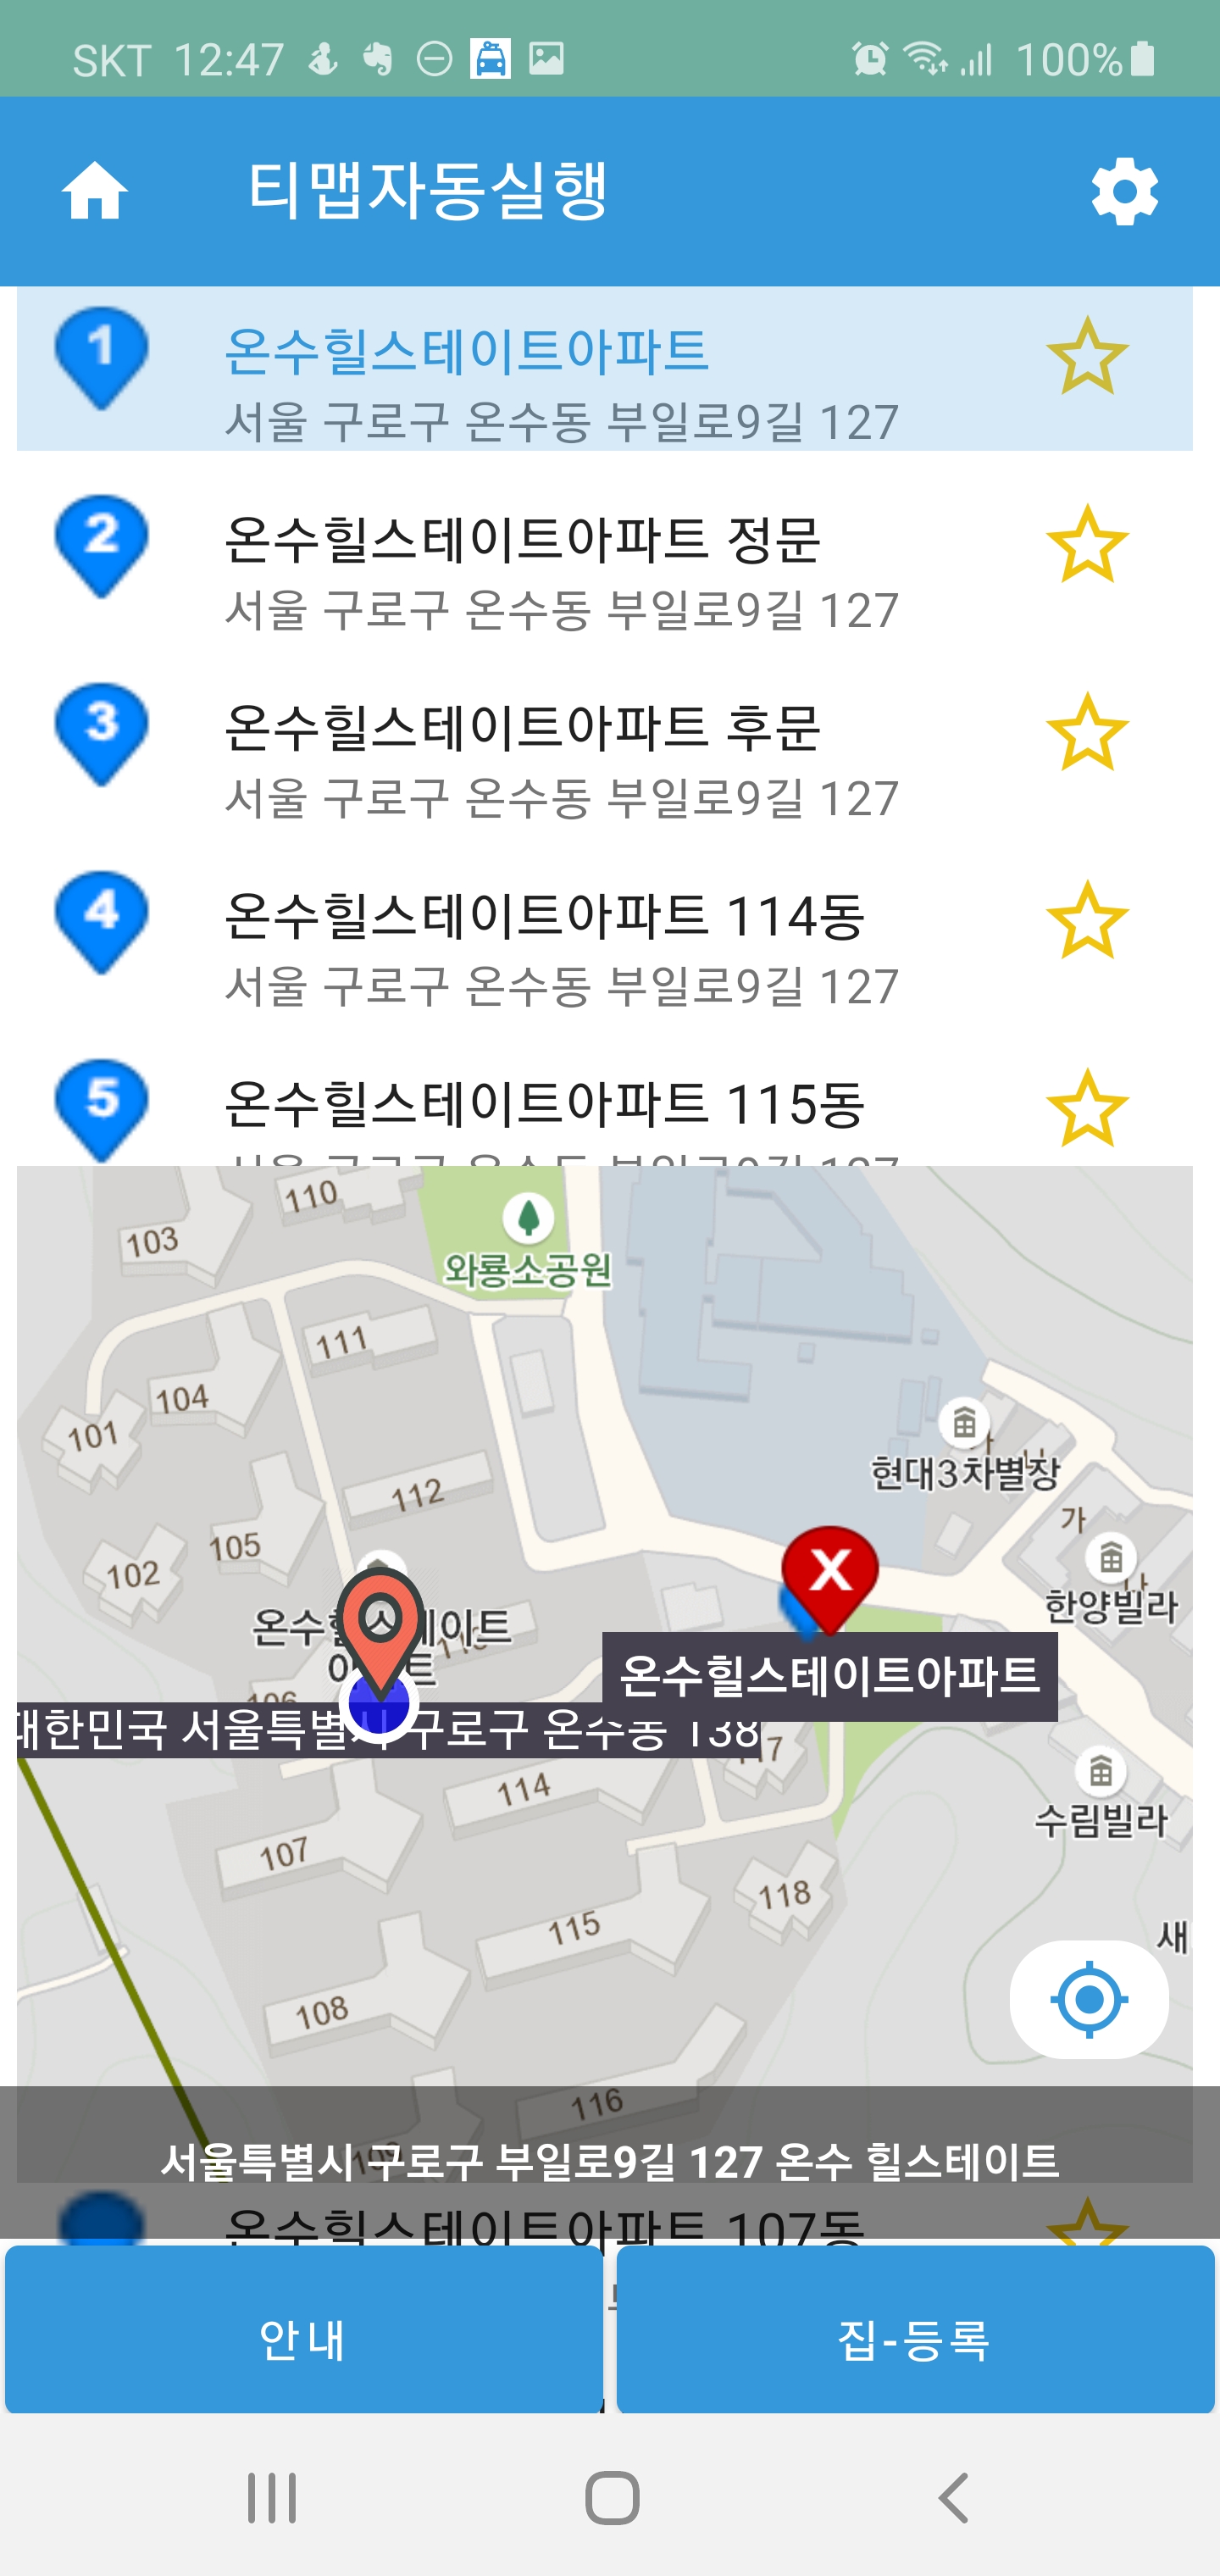 SKT 12:47 100%
티맵자동실행
1 온수힐스테이트아파트
서울 구로구 온수동 부일로9길 127
2 온수힐스테이트아파트 정문
서울 구로구 온수동 부일로9길 127
3 온수힐스테이트아파트 후문
서울 구로구 온수동 부일로9길 127
4 온수힐스테이트아파트 114동
서울 구로구 온수동 부일로9길 127
5 온수힐스테이트아파트 115동
110
103
와룡소공원
111
104
101
현대3차별장
112
가
105
102
X
한양빌라
온수힐스테이트
아파트
온수힐스테이트아파트
대한민국 서울특별시 구로구 온수동 138
114
수림빌라
107
118
115
새
108
116
109
서울특별시 구로구 부일로9길 127 온수 힐스테이트
온수힐스테이트아파트 107동
안내
집-등록